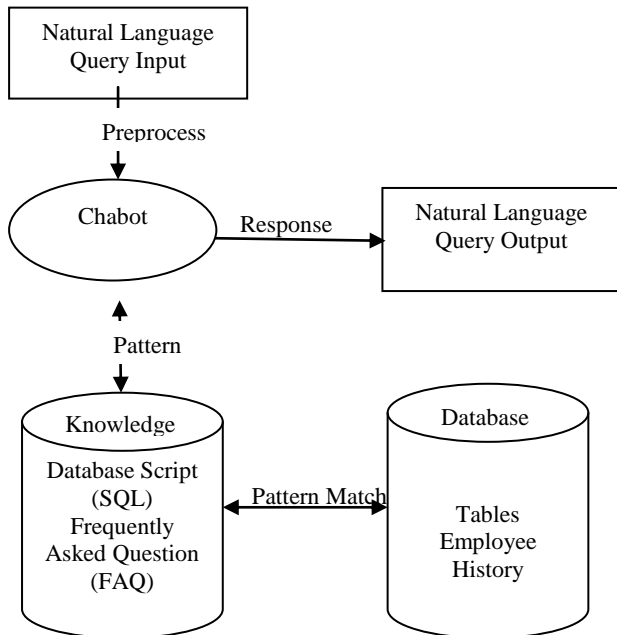 Natural Language
Query Input
Preprocess
Chabot
Response
Natural Language
Query Output
Pattern
Knowledge
Database Script
(SQL)
Frequently
Asked Question
(FAQ)
Pattern Match
Database
Tables
Employee
History